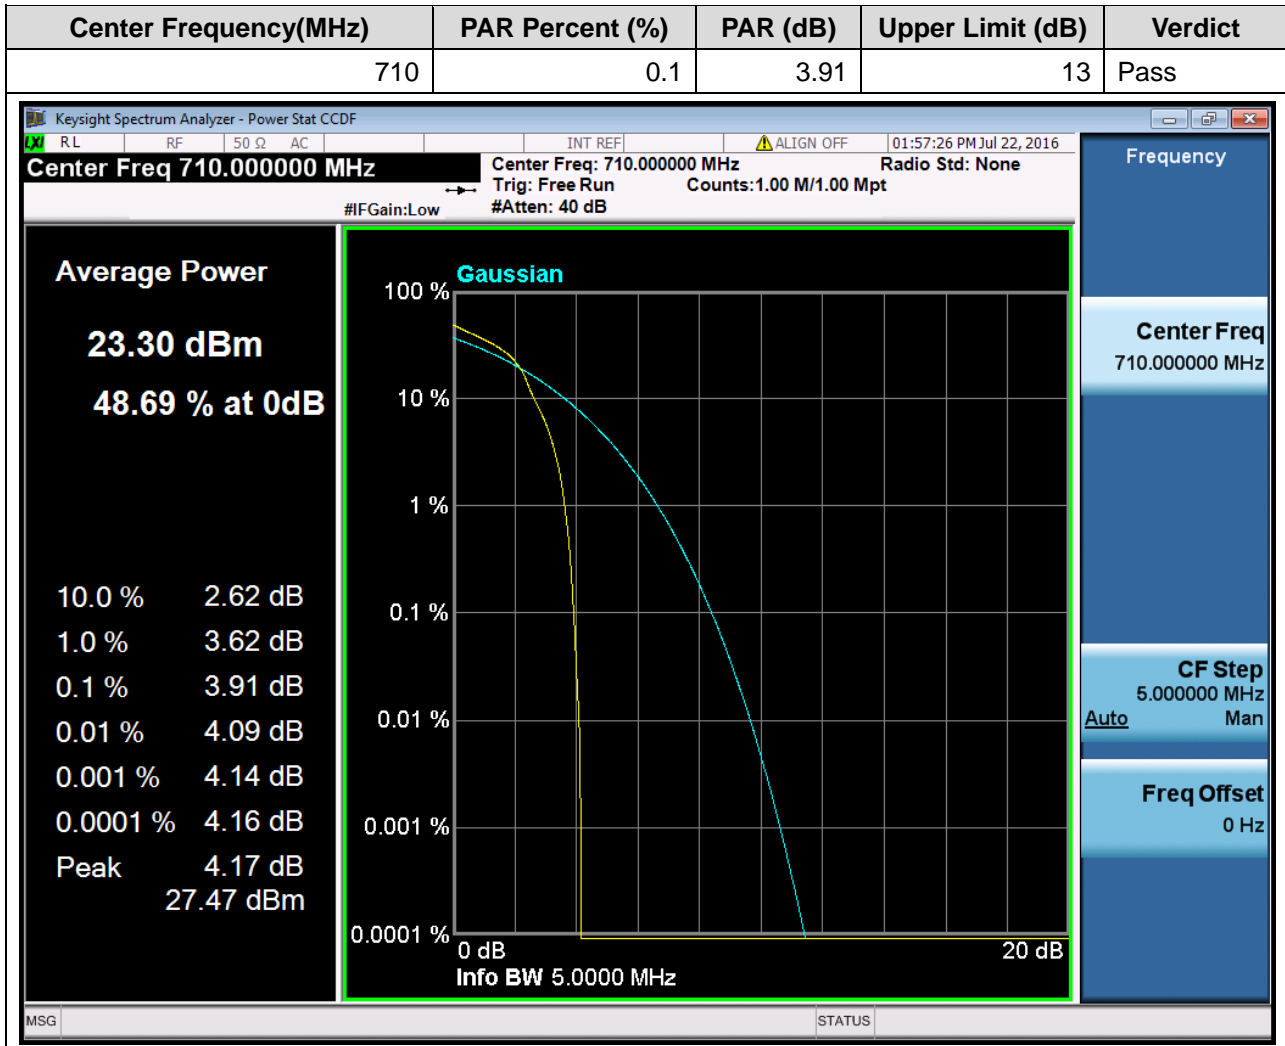 Center Frequency(MHz) PAR Percent (%) PAR (dB) Upper Limit (dB) Verdict
710 0.1 3.91 13 Pass
Keysight Spectrum Analyzer - Power Stat CCDF
LXI RL RF 50 Ω AC INT REF ALIGN OFF 01:57:26 PM Jul 22, 2016
Center Freq 710.000000 MHz
Center Freq: 710.000000 MHz Radio Std: None
Trig: Free Run Counts:1.00 M/1.00 Mpt
#IFGain:Low #Atten: 40 dB
Average Power
23.30 dBm
48.69 % at 0dB
10.0 % 2.62 dB
1.0 % 3.62 dB
0.1 % 3.91 dB
0.01 % 4.09 dB
0.001 % 4.14 dB
0.0001 % 4.16 dB
Peak 4.17 dB
27.47 dBm
Gaussian
100 %
10 %
1 %
0.1 %
0.01 %
0.001 %
0.0001 %
0 dB 20 dB
Info BW 5.0000 MHz
Frequency
Center Freq
710.000000 MHz
CF Step
5.000000 MHz
Auto Man
Freq Offset
0 Hz
MSG STATUS